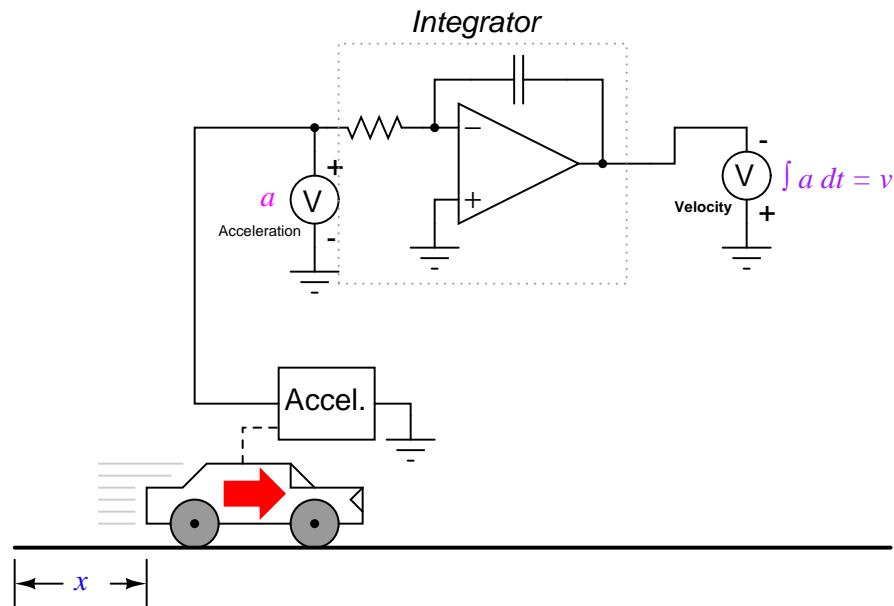 Integrator
a
Acceleration
+
V
-
−
+
-
V
+
Velocity
∫ a dt = v
Accel.
x